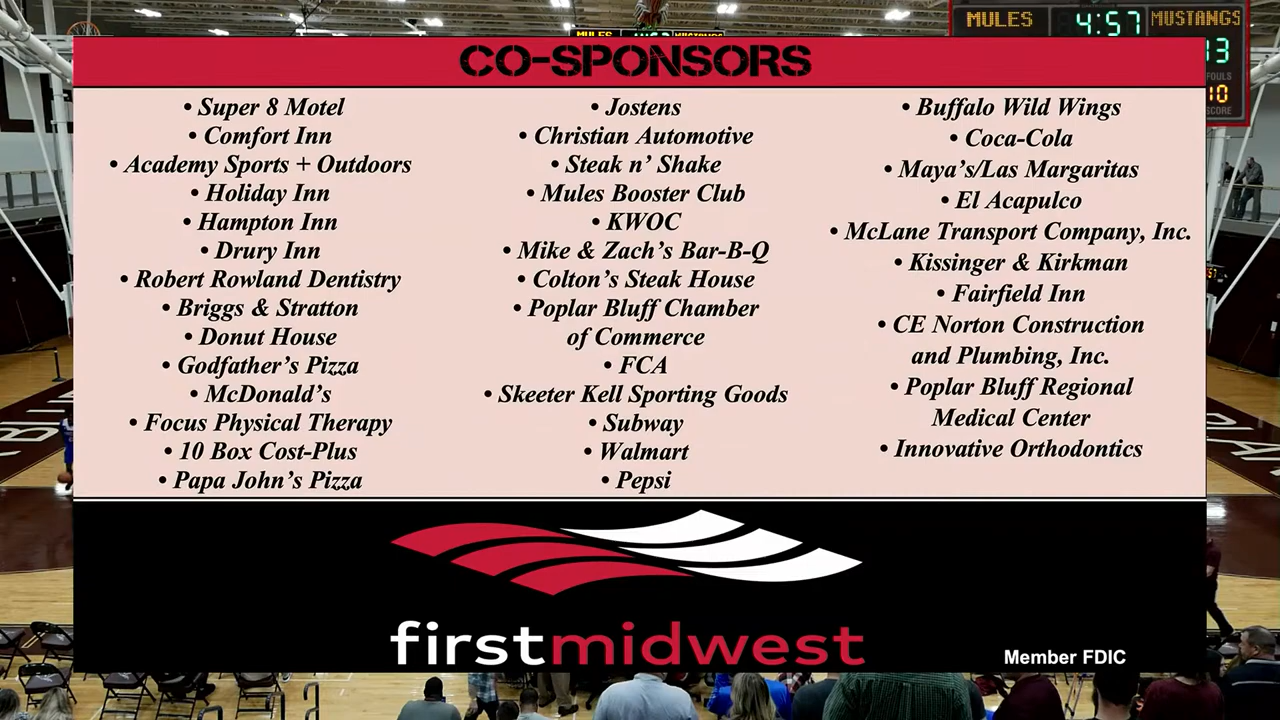 MULES 4:57 MUSTANGS
13
FOULS
10
SCORE
CO-SPONSORS
• Super 8 Motel
• Comfort Inn
• Academy Sports + Outdoors
• Holiday Inn
• Hampton Inn
• Drury Inn
• Robert Rowland Dentistry
• Briggs & Stratton
• Donut House
• Godfather's Pizza
• McDonald's
• Focus Physical Therapy
• 10 Box Cost-Plus
• Papa John's Pizza
• Jostens
• Christian Automotive
• Steak n' Shake
• Mules Booster Club
• KWOC
• Mike & Zach's Bar-B-Q
• Colton's Steak House
• Poplar Bluff Chamber
of Commerce
• FCA
• Skeeter Kell Sporting Goods
• Subway
• Walmart
• Pepsi
• Buffalo Wild Wings
• Coca-Cola
• Maya's/Las Margaritas
• El Acapulco
• McLane Transport Company, Inc.
• Kissinger & Kirkman
• Fairfield Inn
• CE Norton Construction
and Plumbing, Inc.
• Poplar Bluff Regional
Medical Center
• Innovative Orthodontics
firstmidwest
Member FDIC